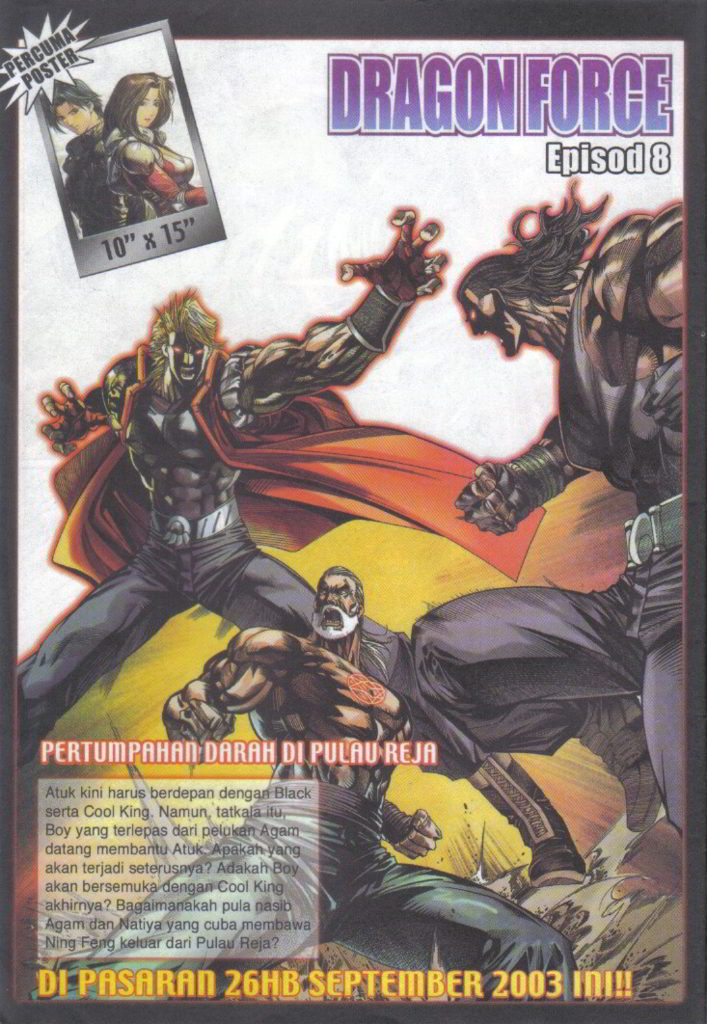 PERCUMA
POSTER
10" x 15"
DRAGON FORCE
Episod 8
PERTUMPAHAN DARAH DI PULAU REJA
Atuk kini harus berdepan dengan Black
serta Cool King. Namun, tatkala itu,
Boy yang terlepas dari pelukan Agam
datang membantu Atuk. Apakah yang
akan terjadi seterusnya? Adakah Boy
akan bersemuka dengan Cool King
akhirnya? Bagaimanakah pula nasib
Agam dan Natiya yang cuba membawa
Ning Feng keluar dari Pulau Reja?
DI PASARAN 26HB SEPTEMBER 2003 INI!!